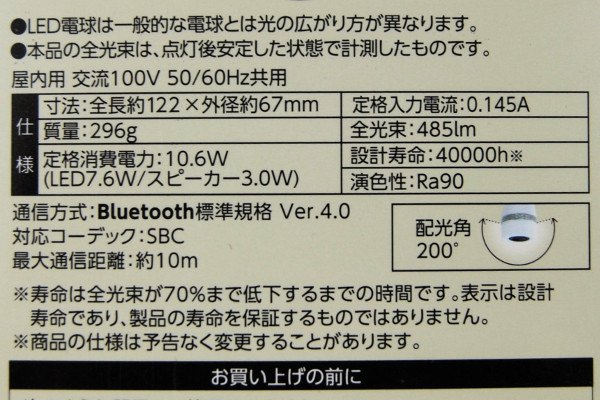 ●LED電球は一般的な電球とは光の広がり方が異なります。
●本品の全光束は、点灯後安定した状態で計測したものです。
屋内用 交流100V 50/60Hz共用
仕様
寸法:全長約122×外径約67mm
質量:296g
定格消費電力:10.6W
(LED7.6W/スピーカー3.0W)
定格入力電流:0.145A
全光束:485lm
設計寿命:40000h※
演色性:Ra90
通信方式:Bluetooth標準規格 Ver.4.0
対応コーデック:SBC
最大通信距離:約10m
配光角
200°
※寿命は全光束が70%まで低下するまでの時間です。表示は設計
寿命であり、製品の寿命を保証するものではありません。
※商品の仕様は予告なく変更することがあります。
お買い上げの前に